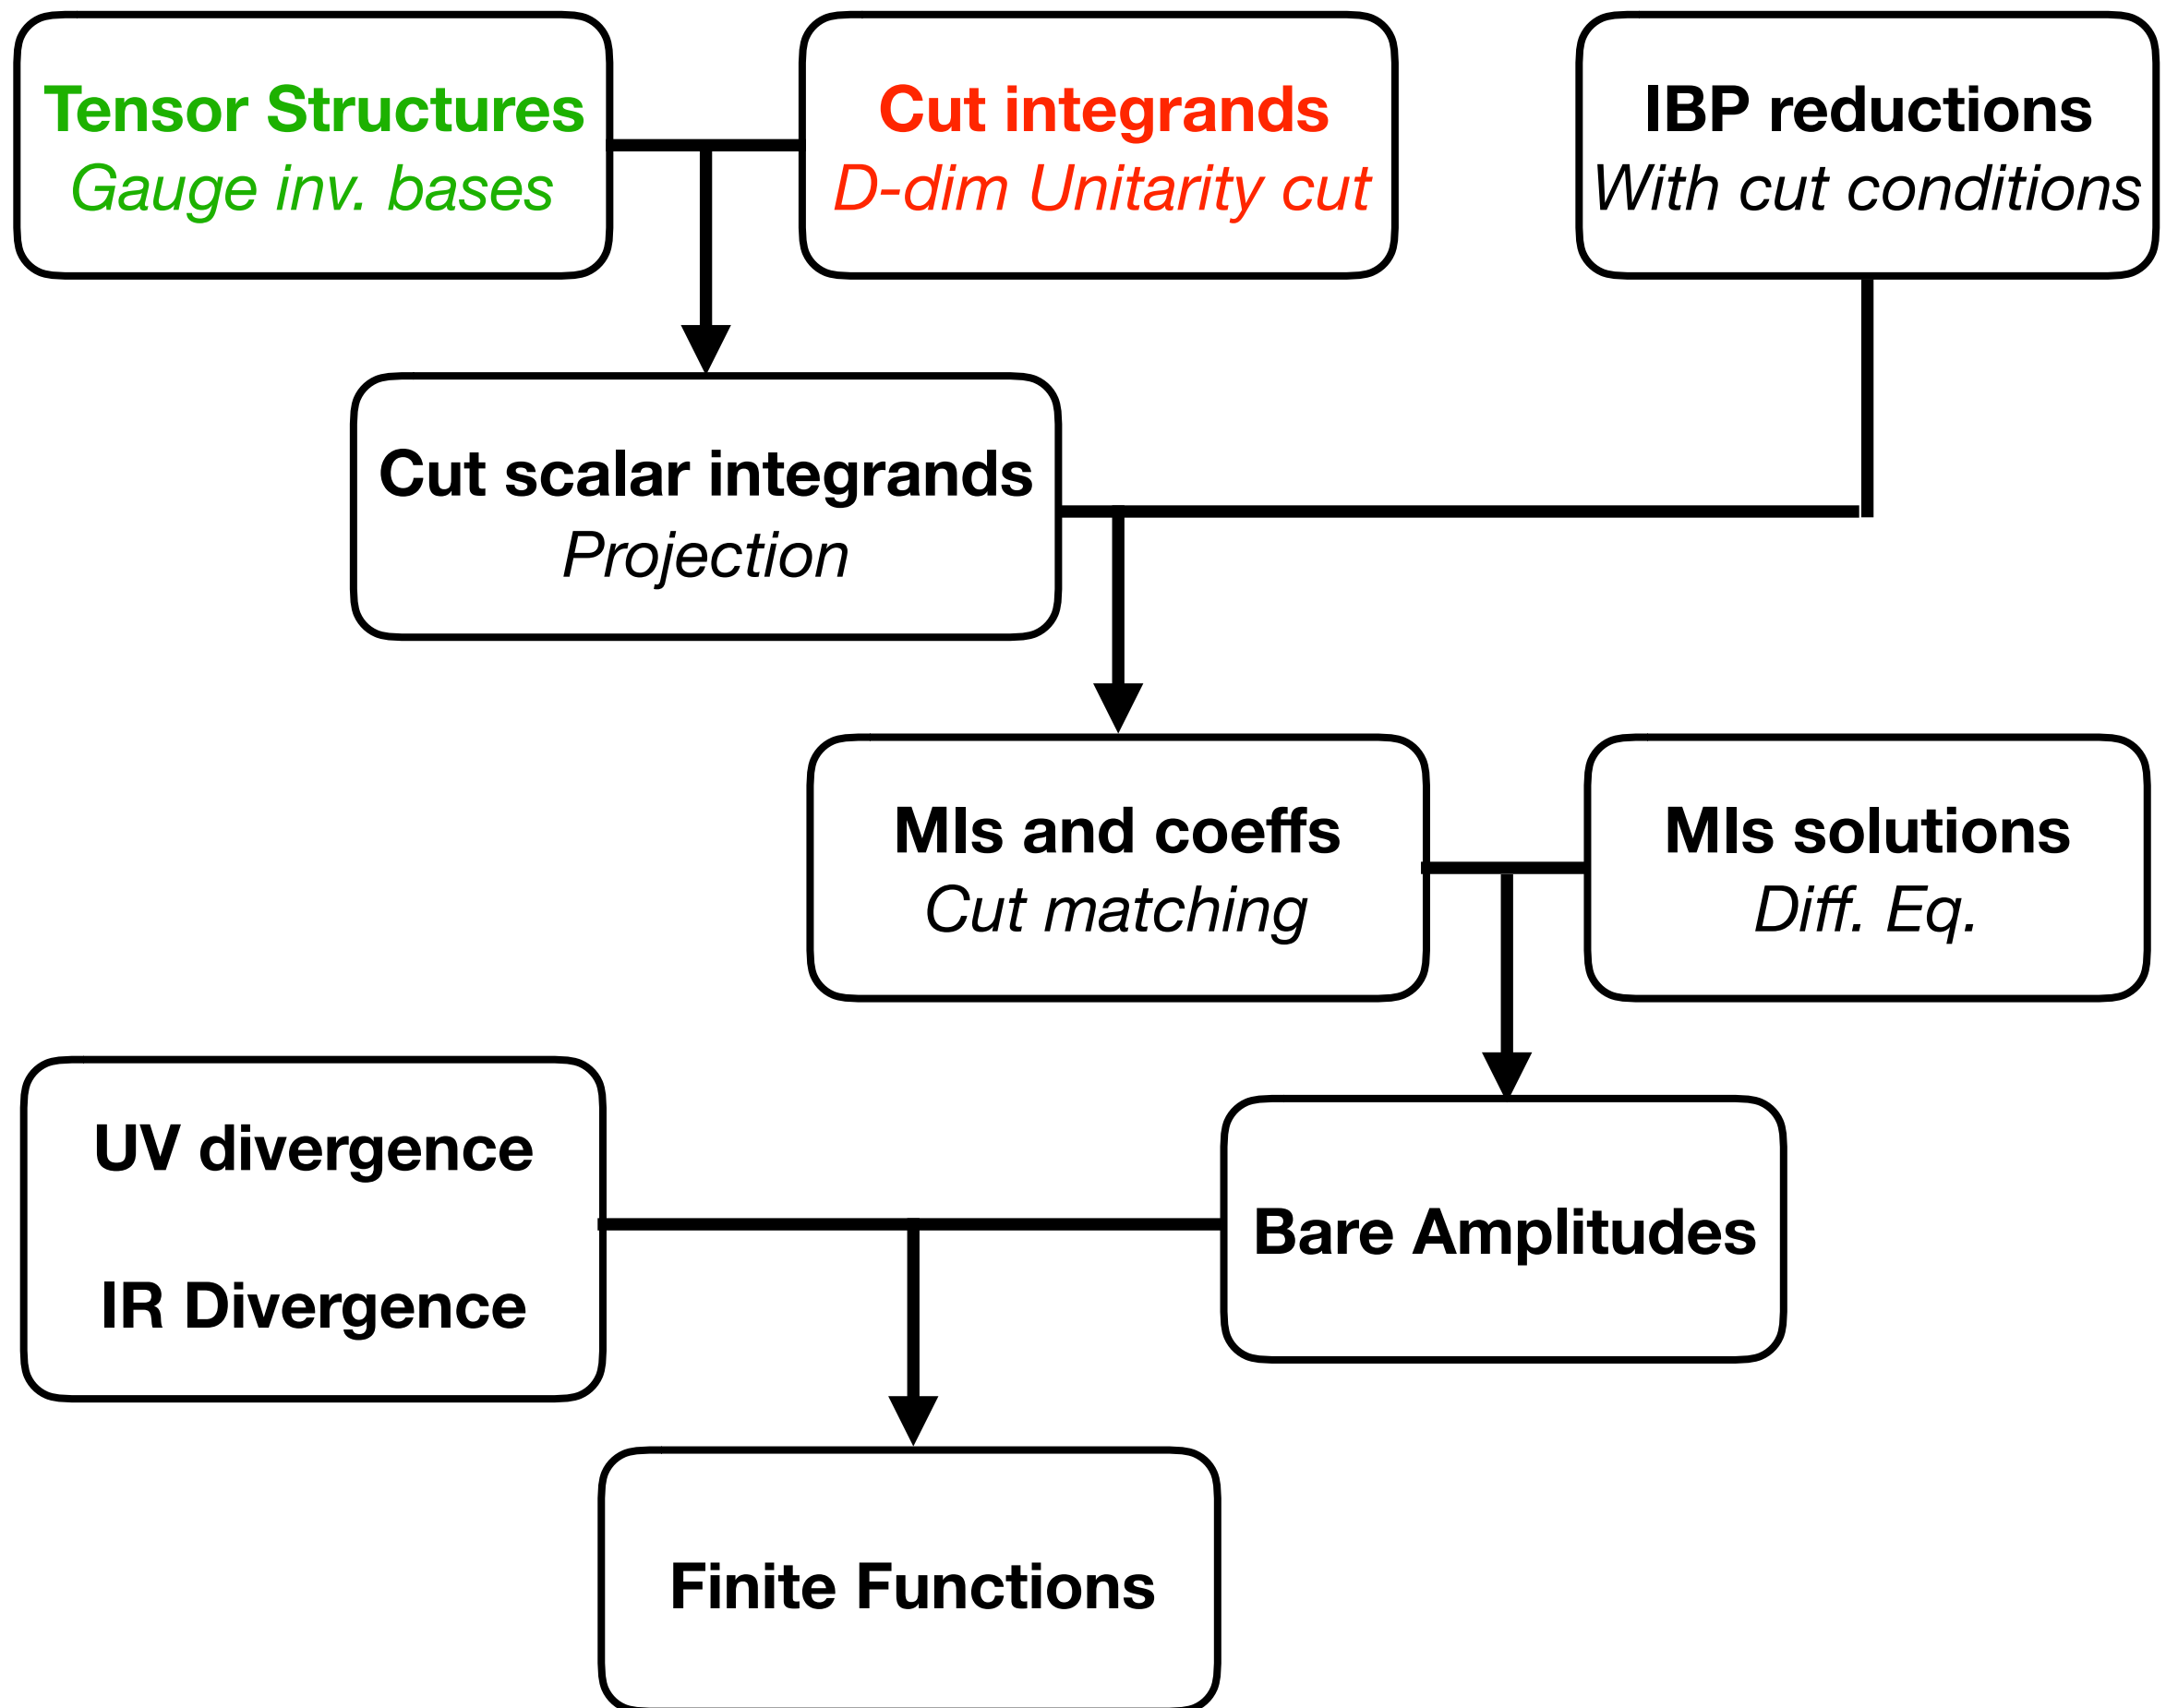 Tensor Structures
Gauge inv. bases
Cut integrands
D-dim Unitarity cut
IBP reductions
With cut conditions
Cut scalar integrands
Projection
MIs and coeffs
Cut matching
MIs solutions
Diff. Eq.
UV divergence
IR Divergence
Bare Amplitudes
Finite Functions